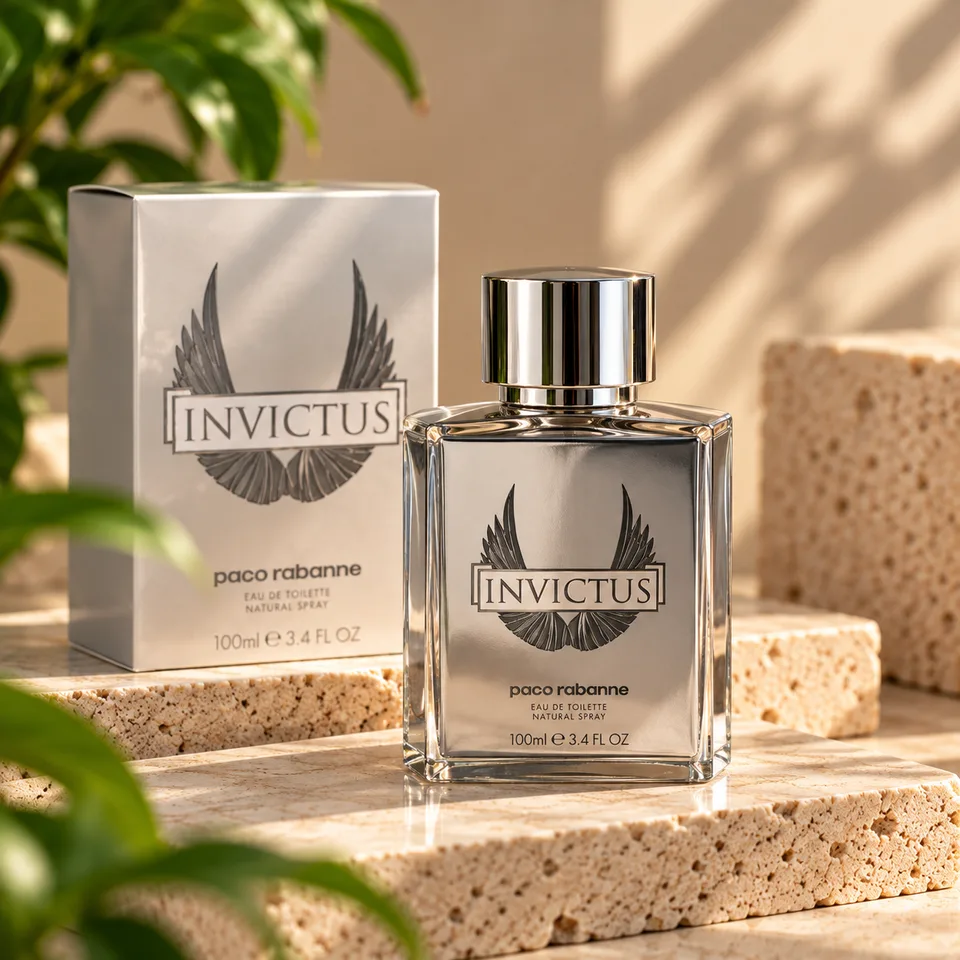 INVICTUS
paco rabanne
EAU DE TOILETTE
NATURAL SPRAY
100ml ℮ 3.4 FL OZ
INVICTUS
paco rabanne
EAU DE TOILETTE
NATURAL SPRAY
100ml ℮ 3.4 FL OZ